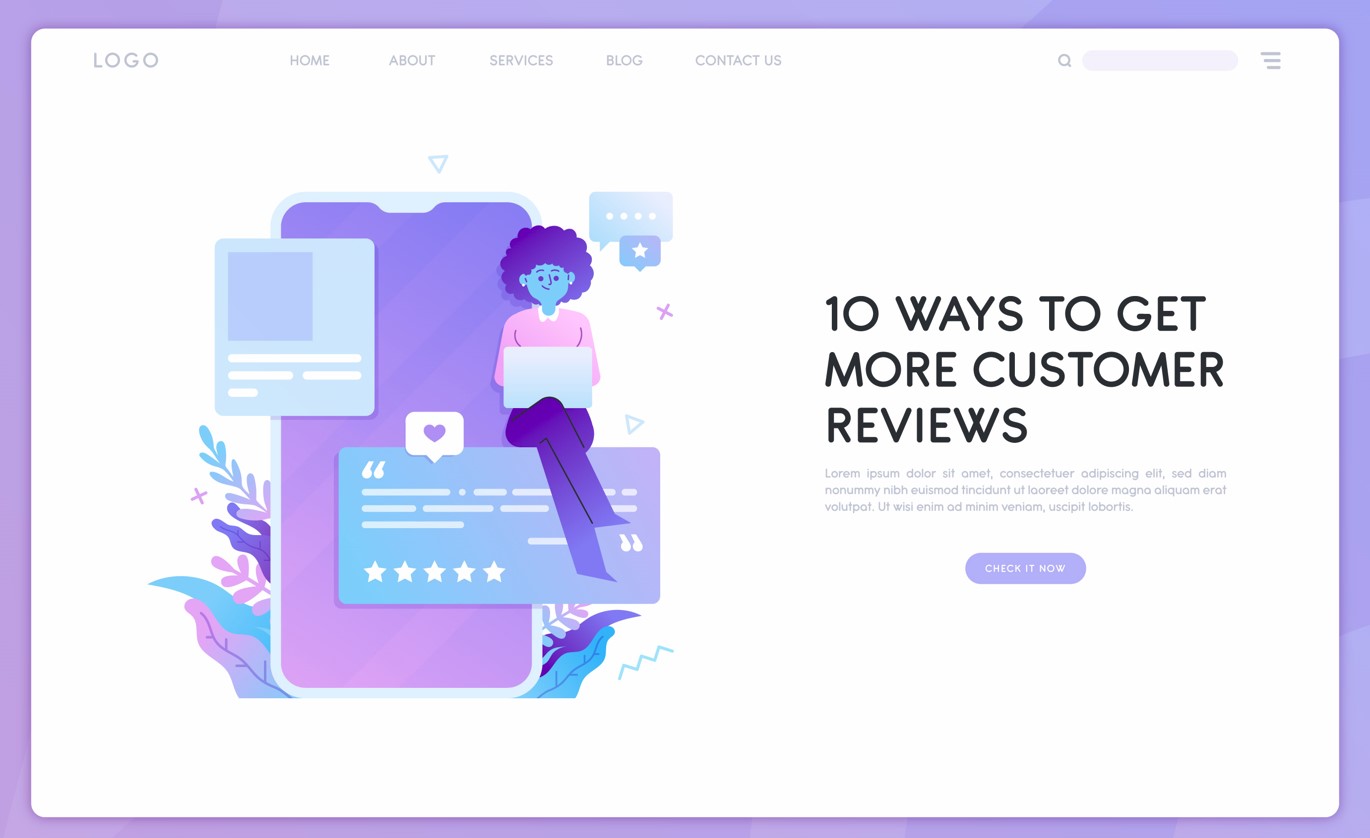 LOGO
HOME
ABOUT
SERVICES
BLOG
CONTACT US
10 WAYS TO GET
MORE CUSTOMER
REVIEWS
Lorem ipsum dolor sit amet, consectetuer adipiscing elit, sed diam
nonummy nibh euismod tincidunt ut laoreet dolore magna aliquam erat
volutpat. Ut wisi enim ad minim veniam, uscipit lobortis.
CHECK IT NOW